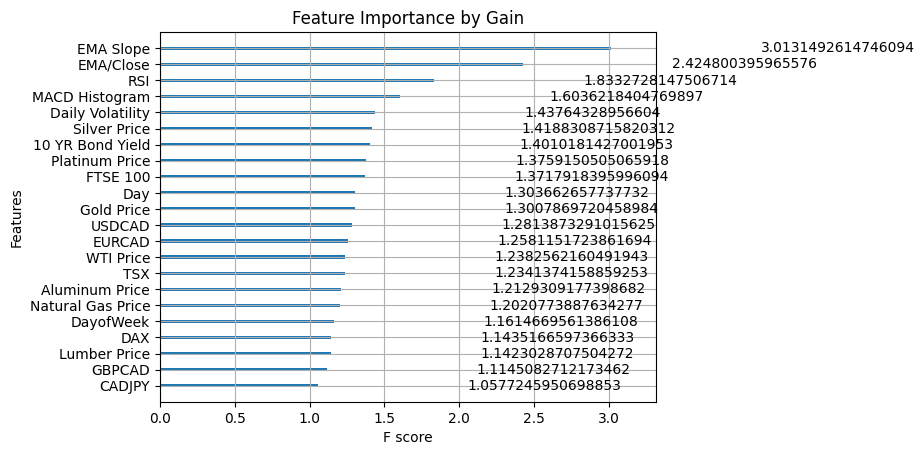 Feature Importance by Gain
Features
EMA Slope 3.0131492614746094
EMA/Close 2.424800395965576
RSI 1.8332728147506714
MACD Histogram 1.6036218404769897
Daily Volatility 1.43764328956604
Silver Price 1.4188308715820312
10 YR Bond Yield 1.4010181427001953
Platinum Price 1.3759150505065918
FTSE 100 1.3717918395996094
Day 1.303662657737732
Gold Price 1.3007869720458984
USDCAD 1.2813873291015625
EURCAD 1.2581151723861694
WTI Price 1.2382562160491943
TSX 1.2341374158859253
Aluminum Price 1.2129309177398682
Natural Gas Price 1.2020773887634277
DayofWeek 1.1614669561386108
DAX 1.1435166597366333
Lumber Price 1.1423028707504272
GBPCAD 1.1145082712173462
CADJPY 1.0577245950698853
0.0 0.5 1.0 1.5 2.0 2.5 3.0
F score